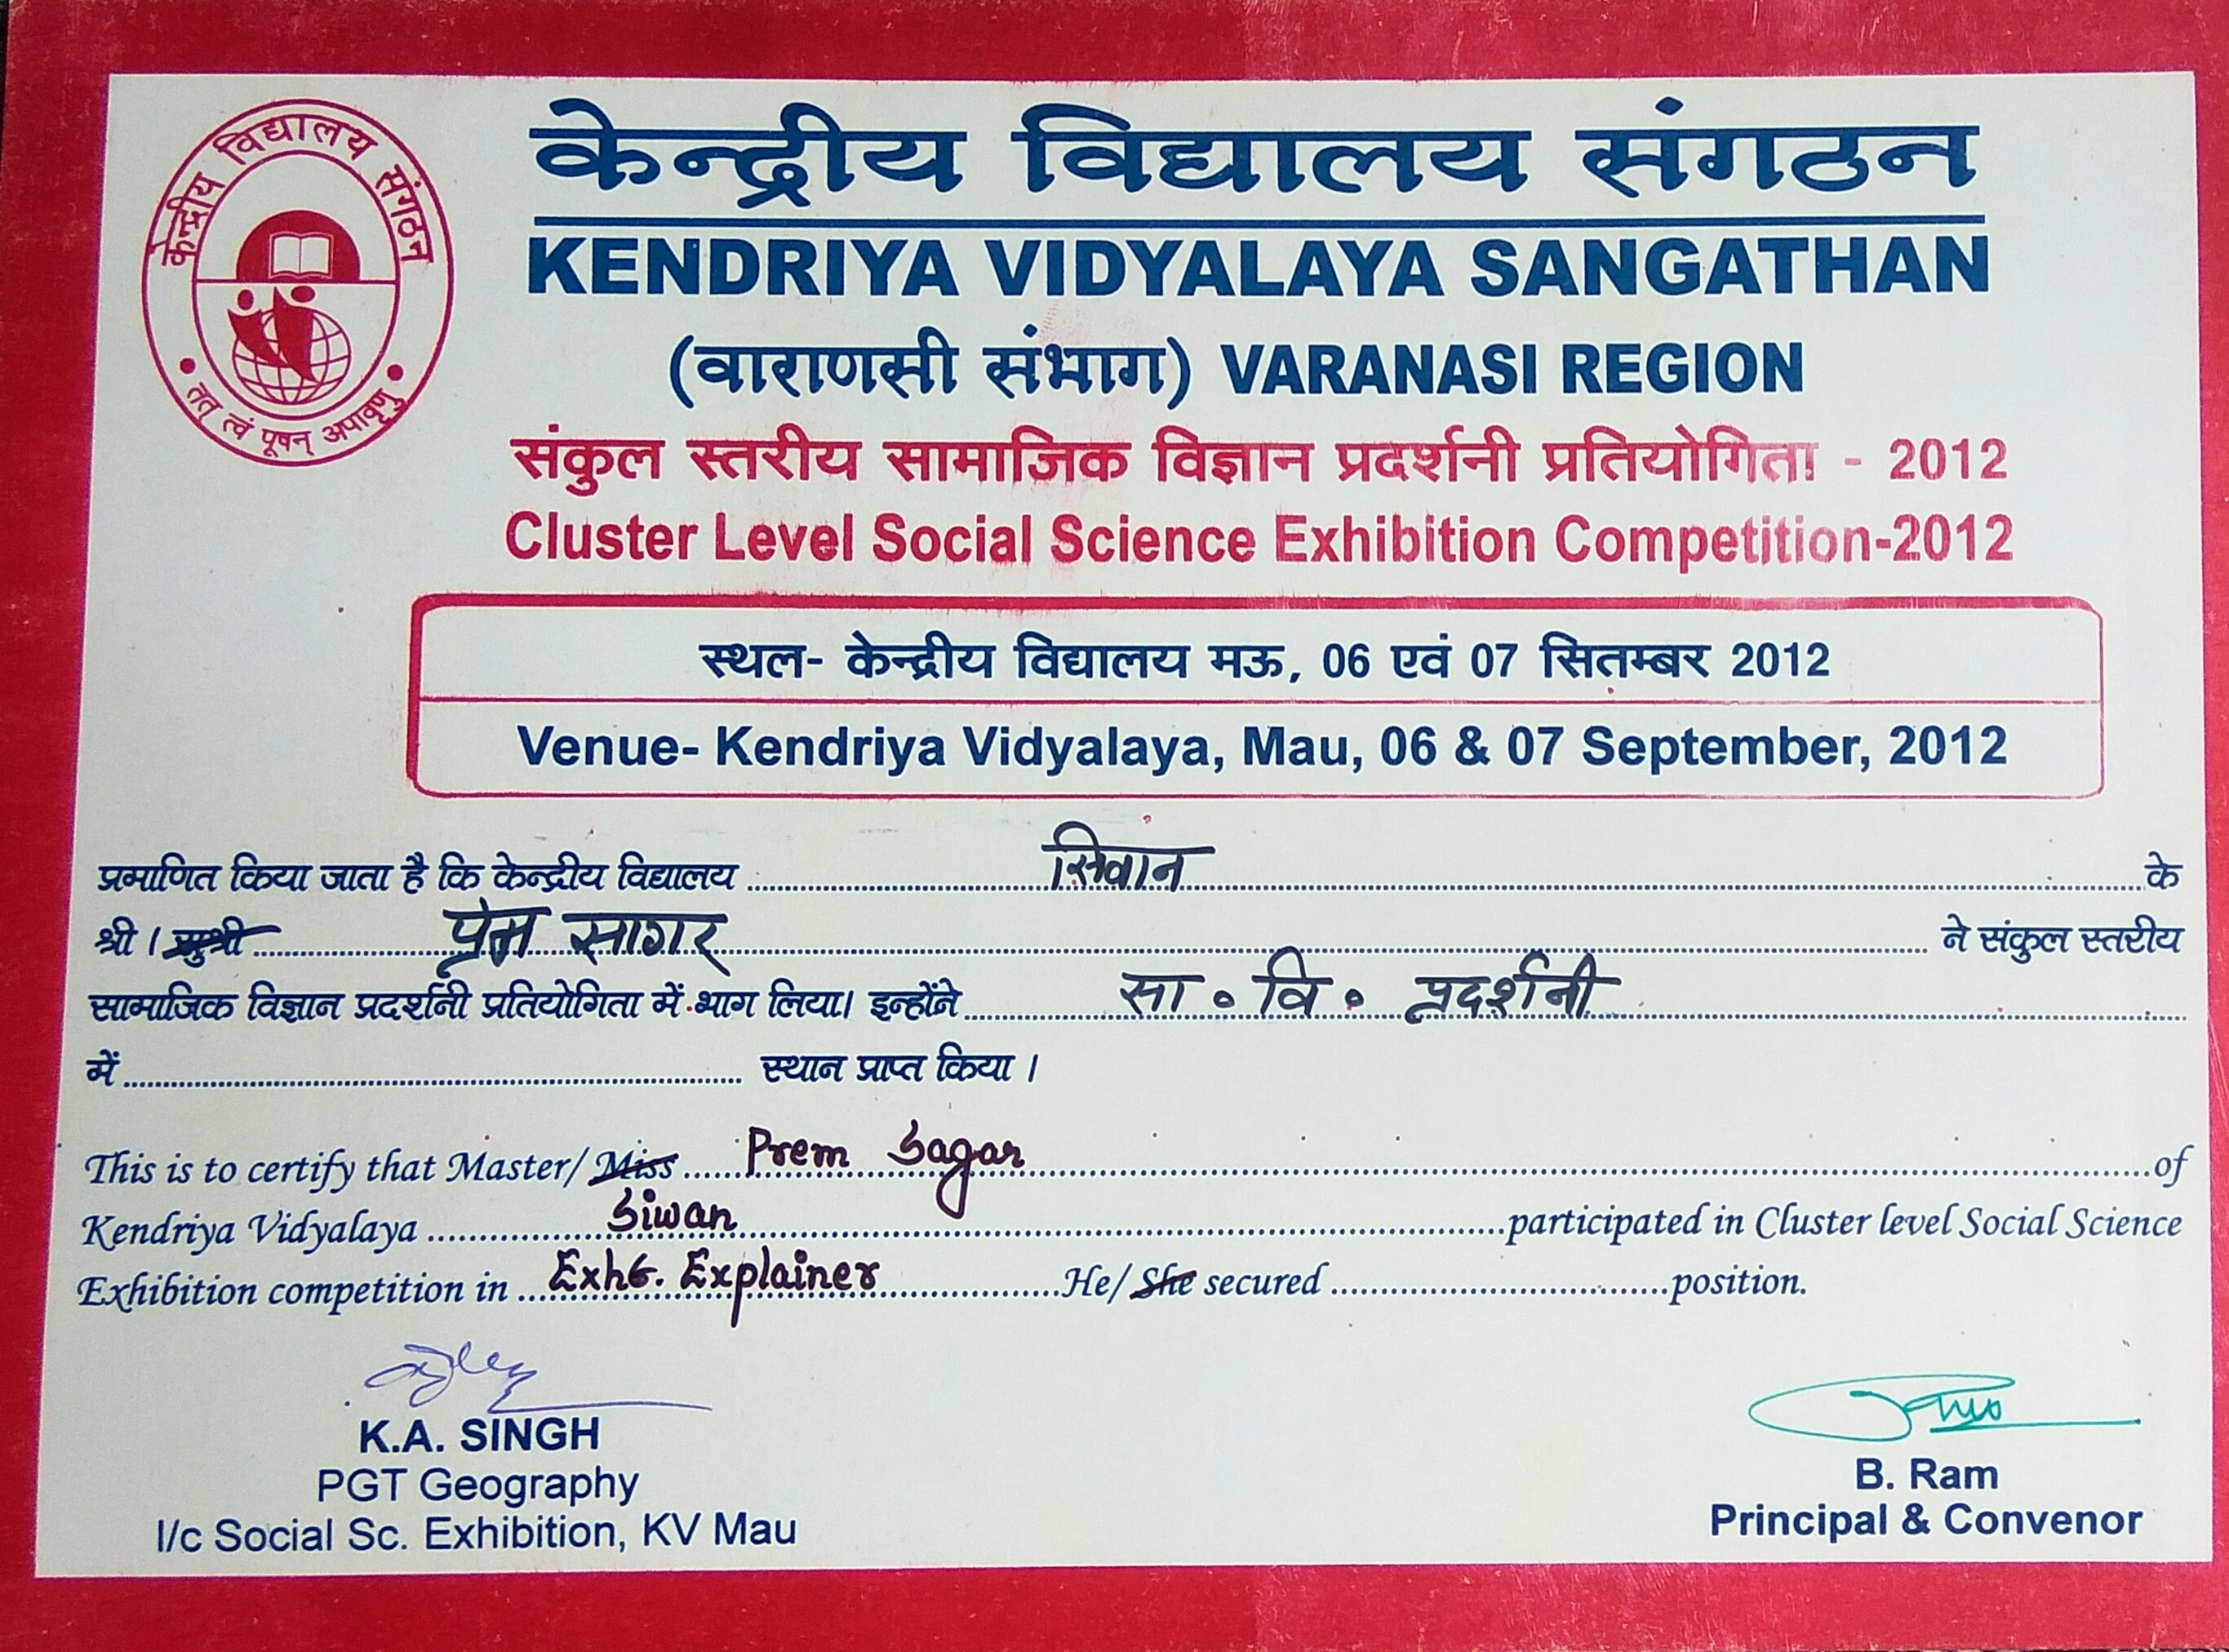 केन्द्रीय विद्यालय संगठन
तत् त्वं पूषन् अपावृणु
केन्द्रीय विद्यालय संगठन
KENDRIYA VIDYALAYA SANGATHAN
(वाराणसी संभाग) VARANASI REGION
संकुल स्तरीय सामाजिक विज्ञान प्रदर्शनी प्रतियोगिता - 2012
Cluster Level Social Science Exhibition Competition-2012
स्थल- केन्द्रीय विद्यालय मऊ, 06 एवं 07 सितम्बर 2012
Venue- Kendriya Vidyalaya, Mau, 06 & 07 September, 2012
प्रमाणित किया जाता है कि केन्द्रीय विद्यालय सिवान के
श्री / सुश्री प्रेम सागर ने संकुल स्तरीय
सामाजिक विज्ञान प्रदर्शनी प्रतियोगिता में भाग लिया। इन्होंने सा० वि० प्रदर्शनी
में स्थान प्राप्त किया ।
This is to certify that Master/ Miss Prem Sagar of
Kendriya Vidyalaya Siwan participated in Cluster level Social Science
Exhibition competition in Exht. Explainer He/ She secured position.
K.A. SINGH
PGT Geography
I/c Social Sc. Exhibition, KV Mau
B. Ram
Principal & Convenor